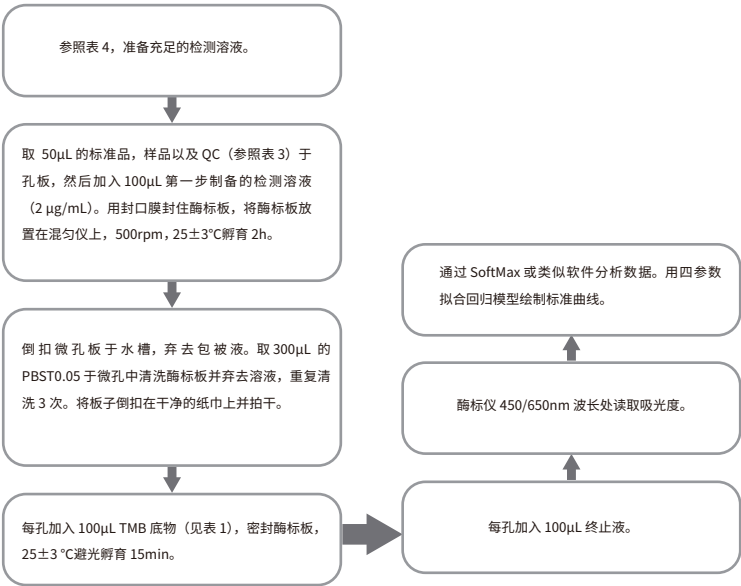 参照表 4，准备充足的检测溶液。
取 50μL 的标准品，样品以及 QC（参照表 3）于
孔板，然后加入 100μL 第一步制备的检测溶液
（2 μg/mL）。用封口膜封住酶标板，将酶标板放
置在混匀仪上，500rpm，25±3℃孵育 2h。
倒扣微孔板于水槽，弃去包被液。取 300μL 的
PBST0.05 于微孔中清洗酶标板并弃去溶液，重复清
洗 3 次。将板子倒扣在干净的纸巾上并拍干。
每孔加入 100μL TMB 底物（见表 1），密封酶标板，
25±3 ℃避光孵育 15min。
每孔加入 100μL 终止液。
酶标仪 450/650nm 波长处读取吸光度。
通过 SoftMax 或类似软件分析数据。用四参数
拟合回归模型绘制标准曲线。